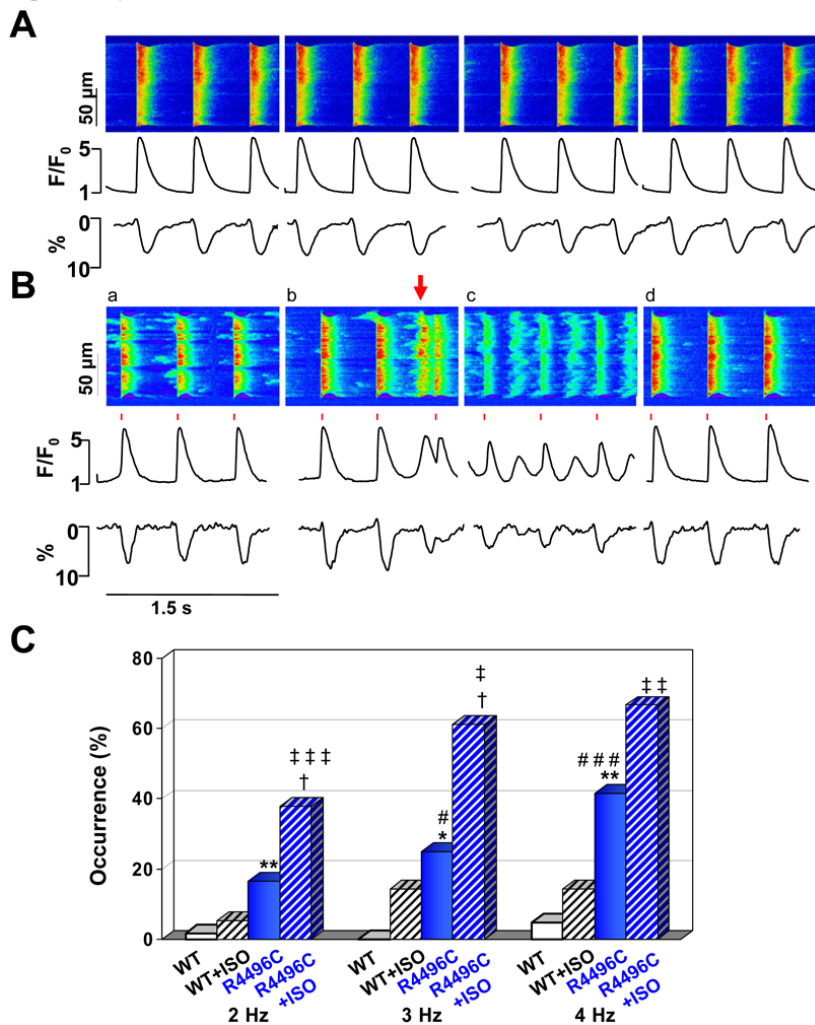 A
50 µm
F/F0
5
1
0
%
10
B
a
b
c
d
50 µm
F/F0
5
1
0
%
10
1.5 s
C
80
60
40
20
0
Occurrence (%)
‡ ‡ ‡
†
**
‡
†
#
*
‡ ‡
# # #
**
WT
WT+ISO
R4496C
R4496C
+ISO
WT
WT+ISO
R4496C
R4496C
+ISO
WT
WT+ISO
R4496C
R4496C
+ISO
2 Hz
3 Hz
4 Hz